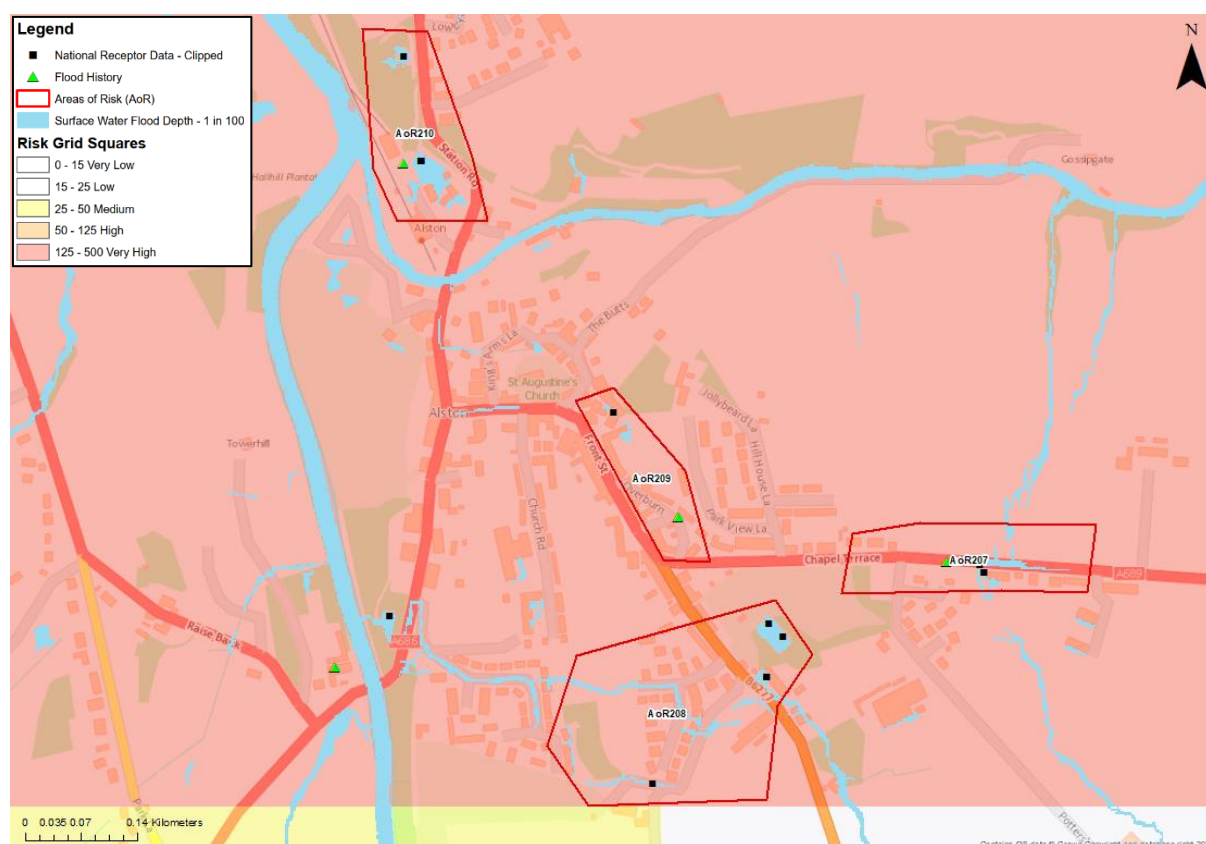 Legend
National Receptor Data - Clipped
Flood History
Areas of Risk (AoR)
Surface Water Flood Depth - 1 in 100
Risk Grid Squares
0 - 15 Very Low
15 - 25 Low
25 - 50 Medium
50 - 125 High
125 - 500 Very High
N
AoR210
Station Rd
Gossipgate
Alston
The Butts
King's Arms La
St Augustine's
Church
Jollybeard La
Alston
Hill House La
Towerhill
Front St
AoR209
Overburn
Park View La
Church Rd
Chapel Terrace
AoR207
A689
Raise Bank
A686
B6277
AoR208
0 0.035 0.07 0.14 Kilometers